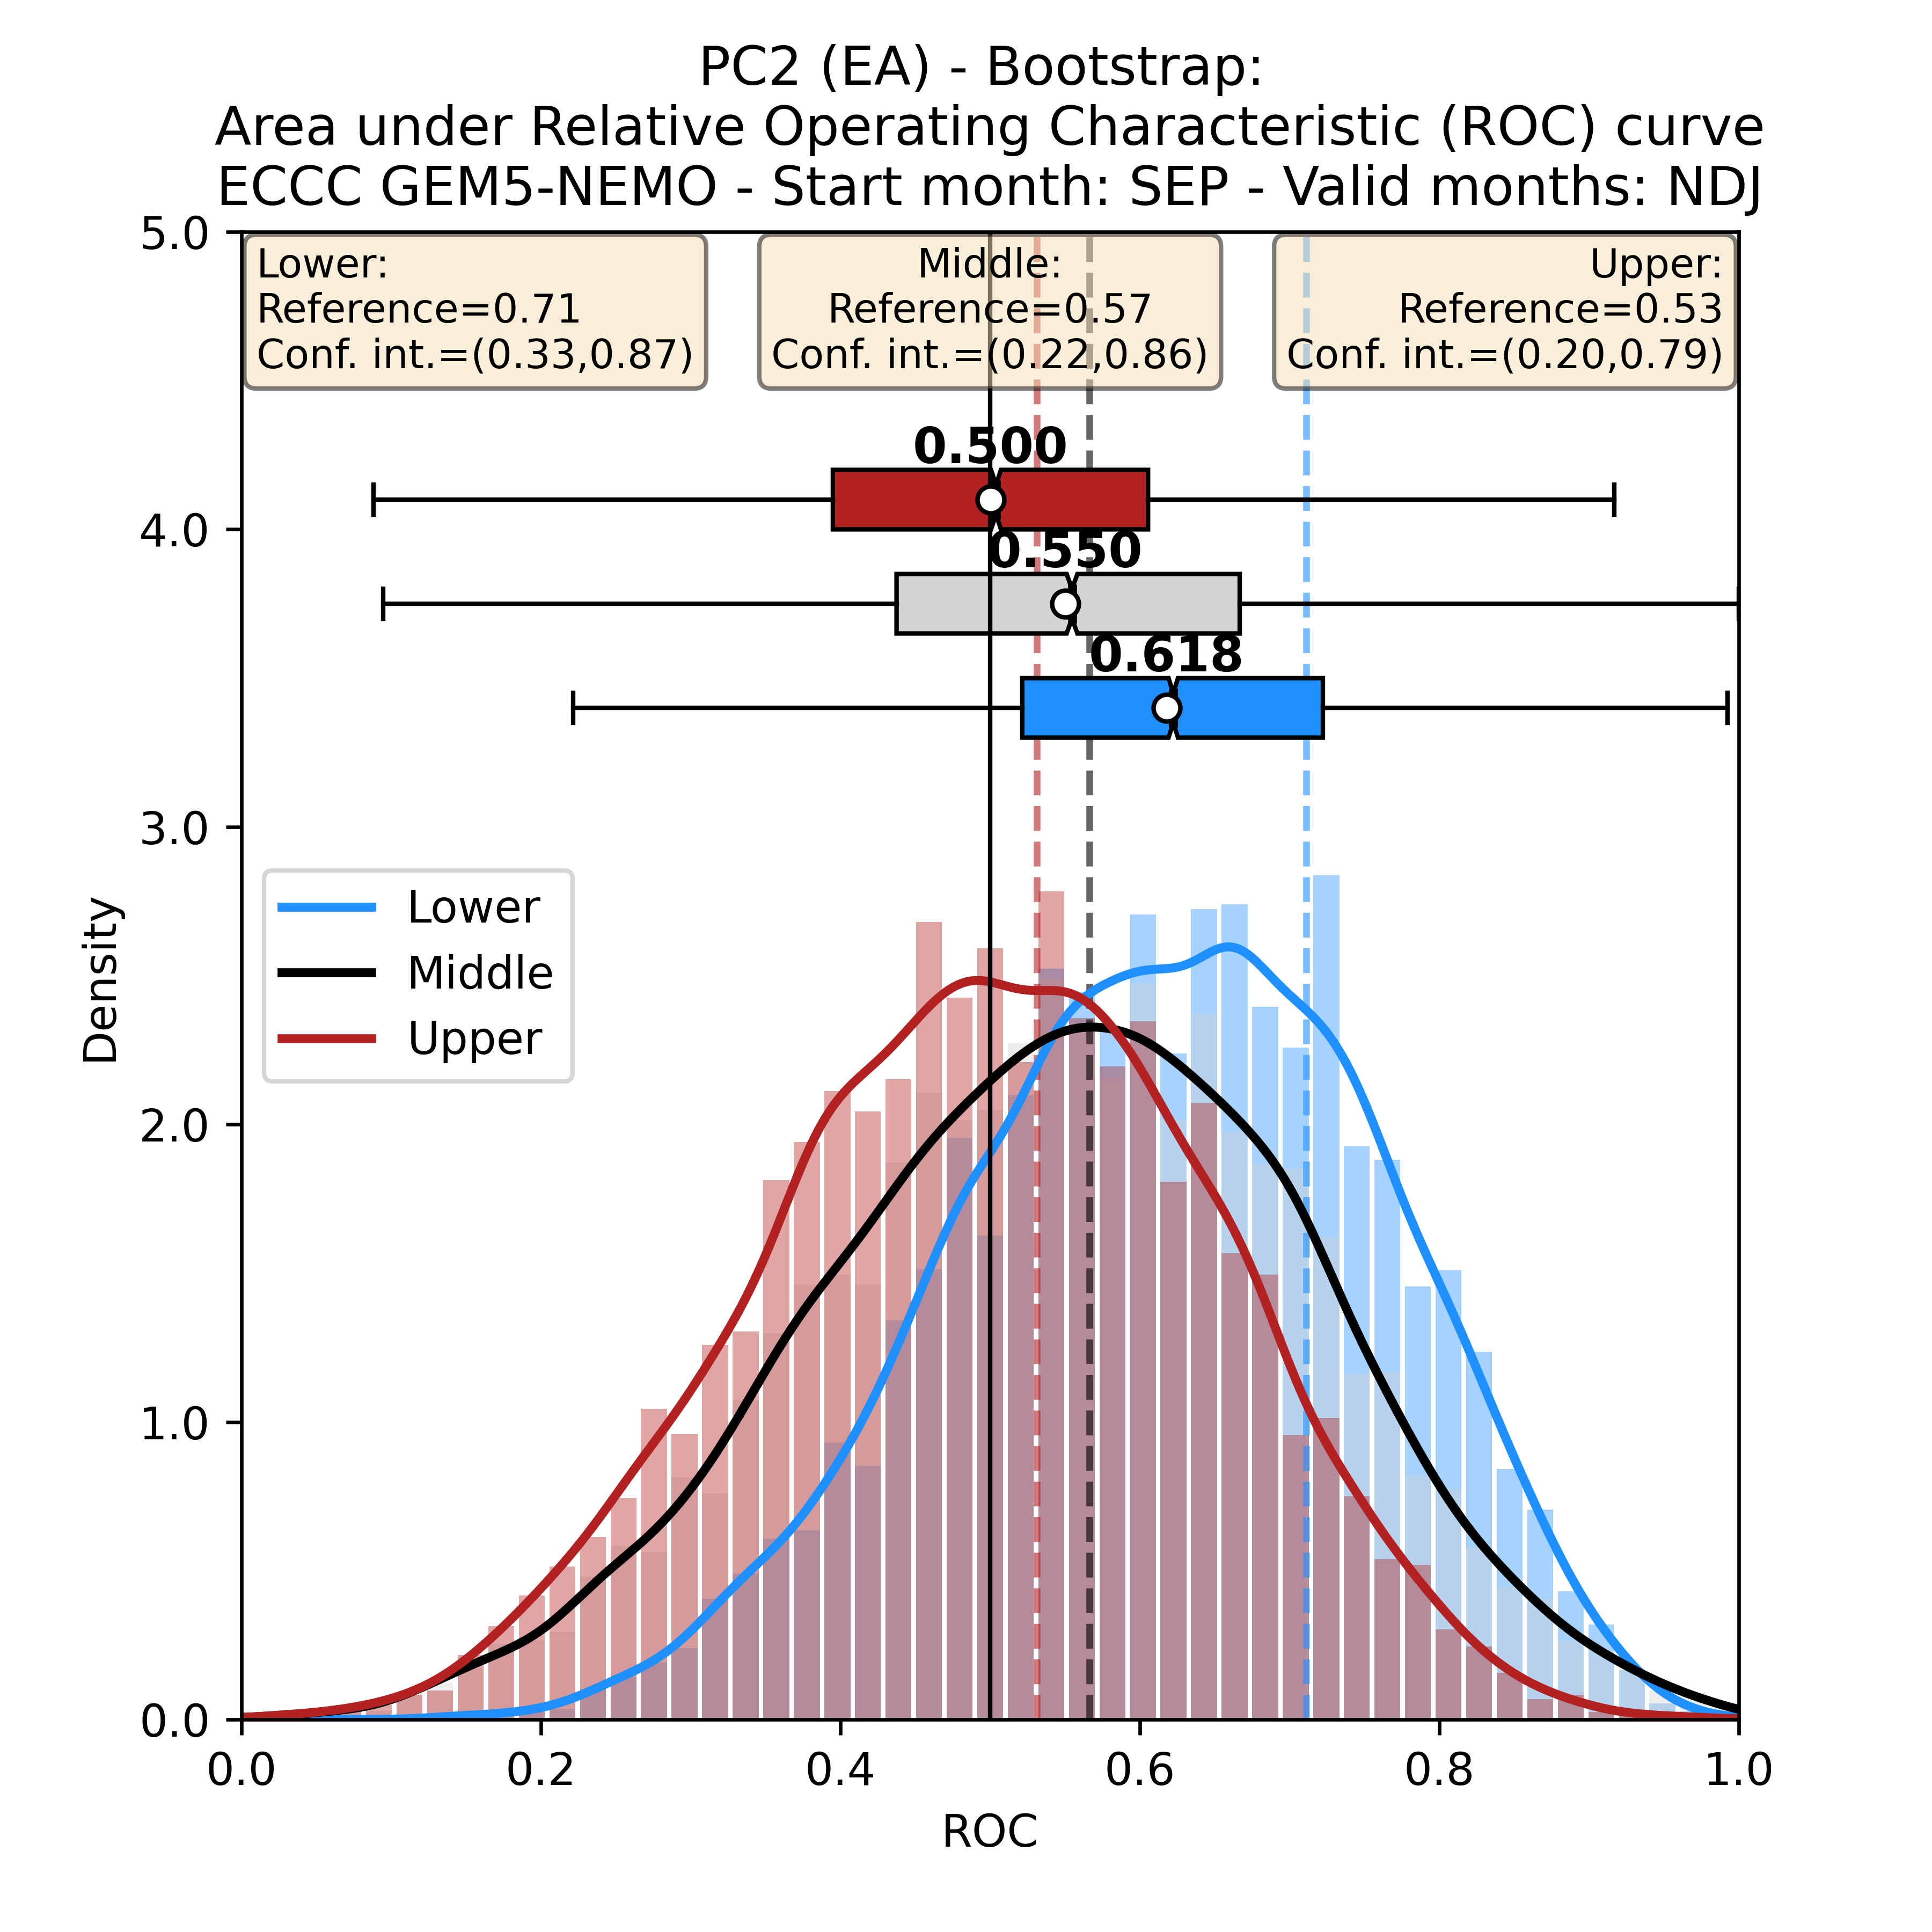 PC2 (EA) - Bootstrap:
Area under Relative Operating Characteristic (ROC) curve
ECCC GEM5-NEMO - Start month: SEP - Valid months: NDJ
Lower:
Reference=0.71
Conf. int.=(0.33,0.87)
Middle:
Reference=0.57
Conf. int.=(0.22,0.86)
Upper:
Reference=0.53
Conf. int.=(0.20,0.79)
0.500
0.550
0.618
5.0
4.0
3.0
2.0
1.0
0.0
Density
Lower
Middle
Upper
0.0
0.2
0.4
0.6
0.8
1.0
ROC